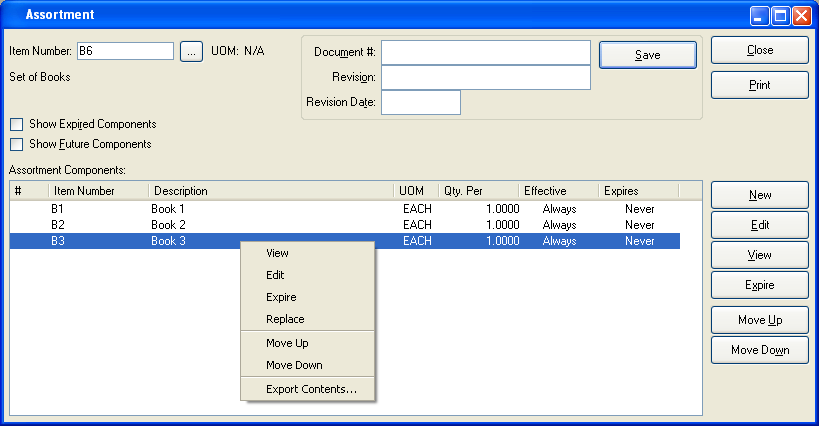 Assortment
Item Number: B6 ... UOM: N/A
Set of Books
Document #:
Revision:
Revision Date:
Save
Close
Print
Show Expired Components
Show Future Components
Assortment Components:
# Item Number Description UOM Qty. Per Effective Expires
B1 Book 1 EACH 1.0000 Always Never
B2 Book 2 EACH 1.0000 Always Never
B3 Book 3 EACH 1.0000 Always Never
View
Edit
Expire
Replace
Move Up
Move Down
Export Contents...
New
Edit
View
Expire
Move Up
Move Down